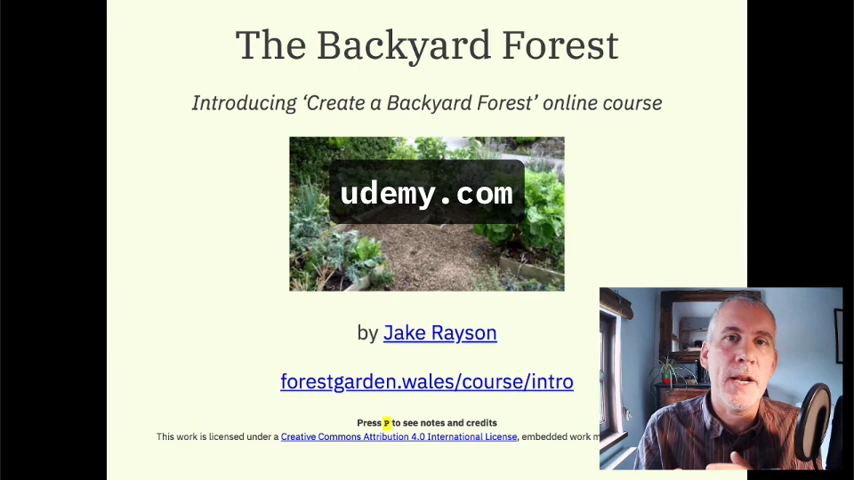 The Backyard Forest
Introducing ‘Create a Backyard Forest’ online course
udemy.com
by Jake Rayson
forestgarden.wales/course/intro
Press P to see notes and credits
This work is licensed under a Creative Commons Attribution 4.0 International License, embedded work